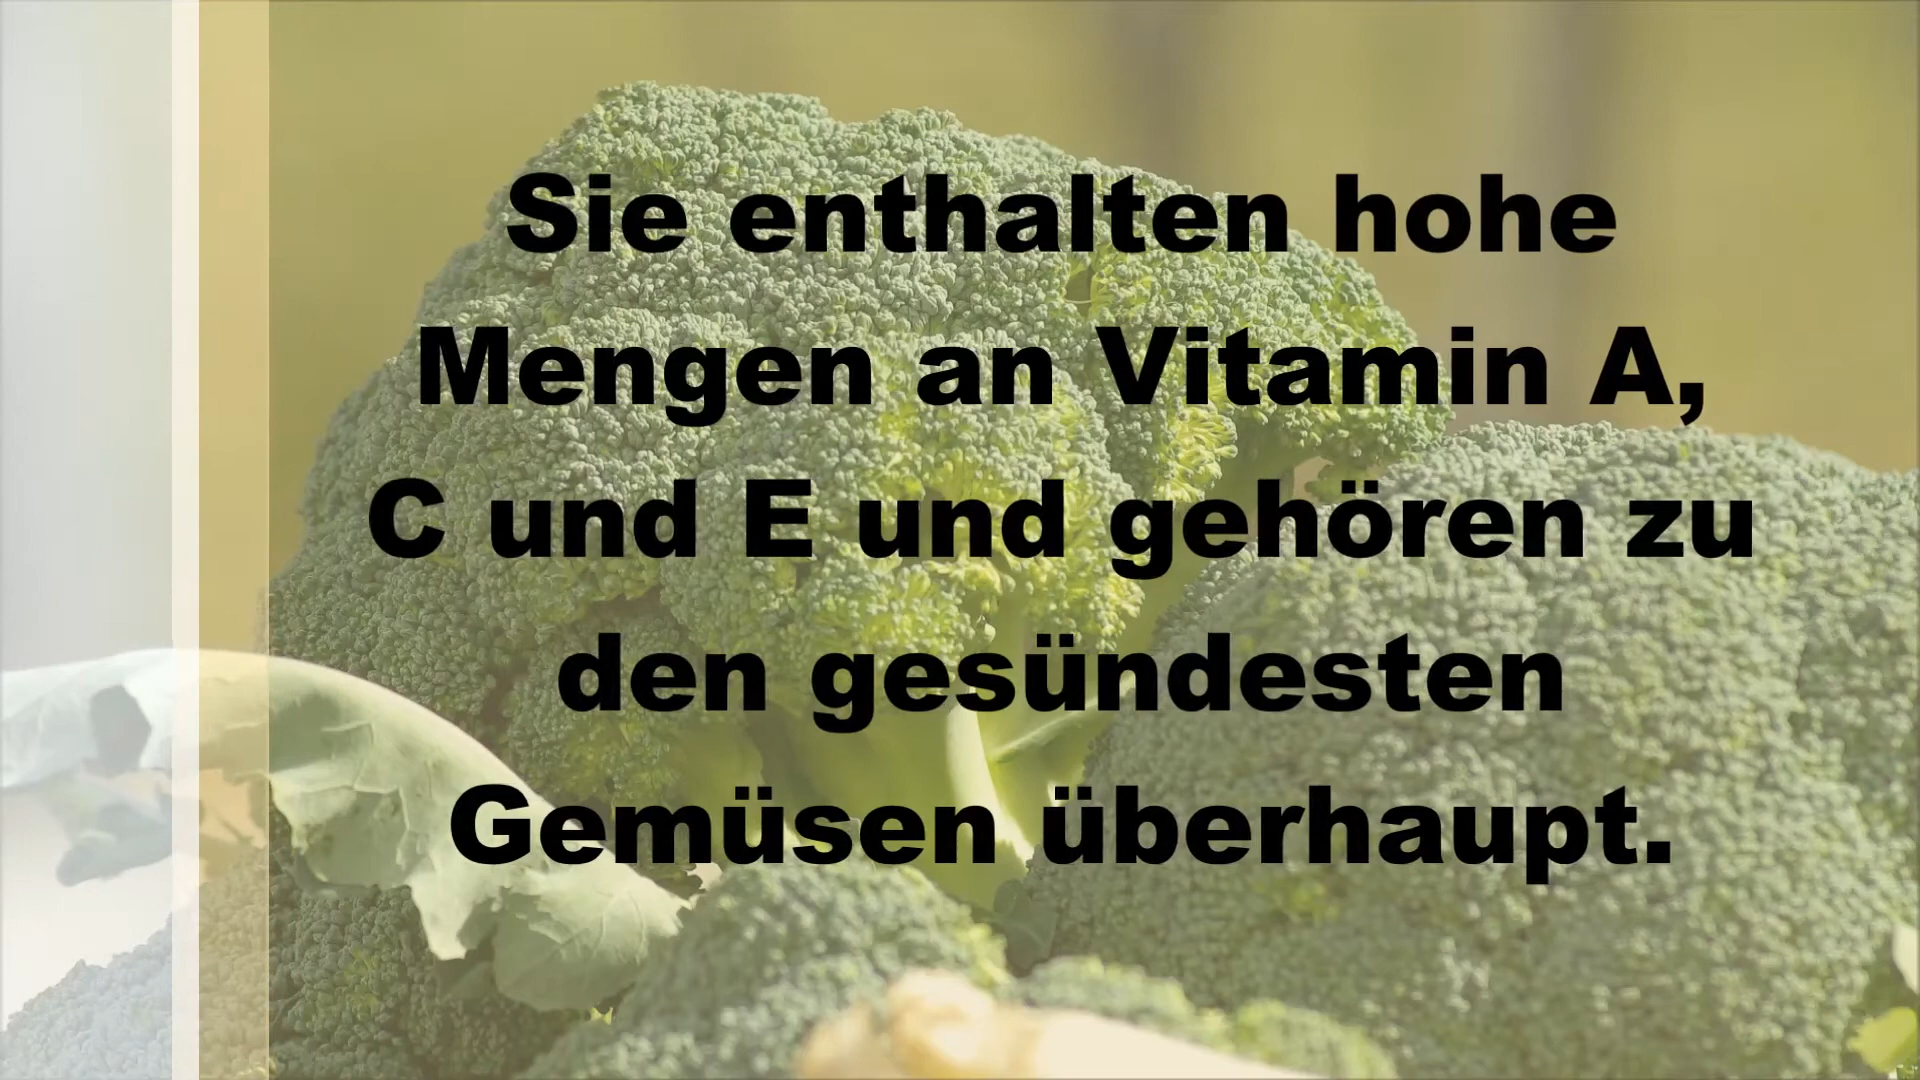 Sie enthalten hohe
Mengen an Vitamin A,
C und E und gehören zu
den gesündesten
Gemüsen überhaupt.